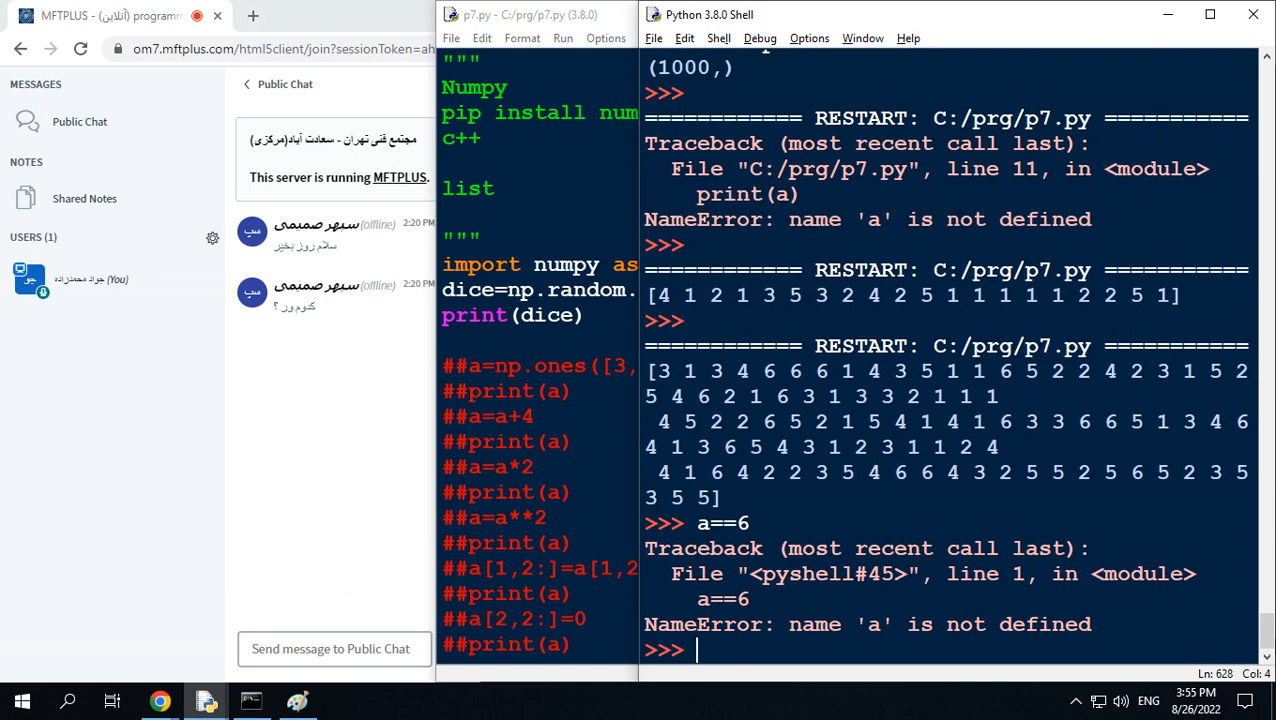 MFTPLUS - (آنلاین) programm
om7.mftplus.com/html5client/join?sessionToken=ah
MESSAGES
Public Chat
NOTES
Shared Notes
USERS (1)
جو
جواد محمدزاده (You)
Public Chat
مجتمع فنی تهران - سعادت آباد(مرکزی)
This server is running MFTPLUS.
سپ
سپهر صمیمی (offline) 2:20 PM
سلام روز بخیر
سپ
سپهر صمیمی (offline) 2:20 PM
کدوم ور ؟
Send message to Public Chat
p7.py - C:/prg/p7.py (3.8.0)
File Edit Format Run Options
"""
Numpy
pip install num
c++
list
"""
import numpy as
dice=np.random.
print(dice)
##a=np.ones([3,
##print(a)
##a=a+4
##print(a)
##a=a*2
##print(a)
##a=a**2
##print(a)
##a[1,2:]=a[1,2
##print(a)
##a[2,2:]=0
##print(a)
Python 3.8.0 Shell
File Edit Shell Debug Options Window Help
(1000,)
>>>
============ RESTART: C:/prg/p7.py ===========
Traceback (most recent call last):
File "C:/prg/p7.py", line 11, in <module>
print(a)
NameError: name 'a' is not defined
>>>
============ RESTART: C:/prg/p7.py ===========
[4 1 2 1 3 5 3 2 4 2 5 1 1 1 1 1 2 2 5 1]
>>>
============ RESTART: C:/prg/p7.py ===========
[3 1 3 4 6 6 6 1 4 3 5 1 1 6 5 2 2 4 2 3 1 5 2
5 4 6 2 1 6 3 1 3 3 2 1 1 1
4 5 2 2 6 5 2 1 5 4 1 4 1 6 3 3 6 6 5 1 3 4 6
4 1 3 6 5 4 3 1 2 3 1 1 2 4
4 1 6 4 2 2 3 5 4 6 6 4 3 2 5 5 2 5 6 5 2 3 5
3 5 5]
>>> a==6
Traceback (most recent call last):
File "<pyshell#45>", line 1, in <module>
a==6
NameError: name 'a' is not defined
>>>
Ln: 628 Col: 4
ENG
3:55 PM
8/26/2022